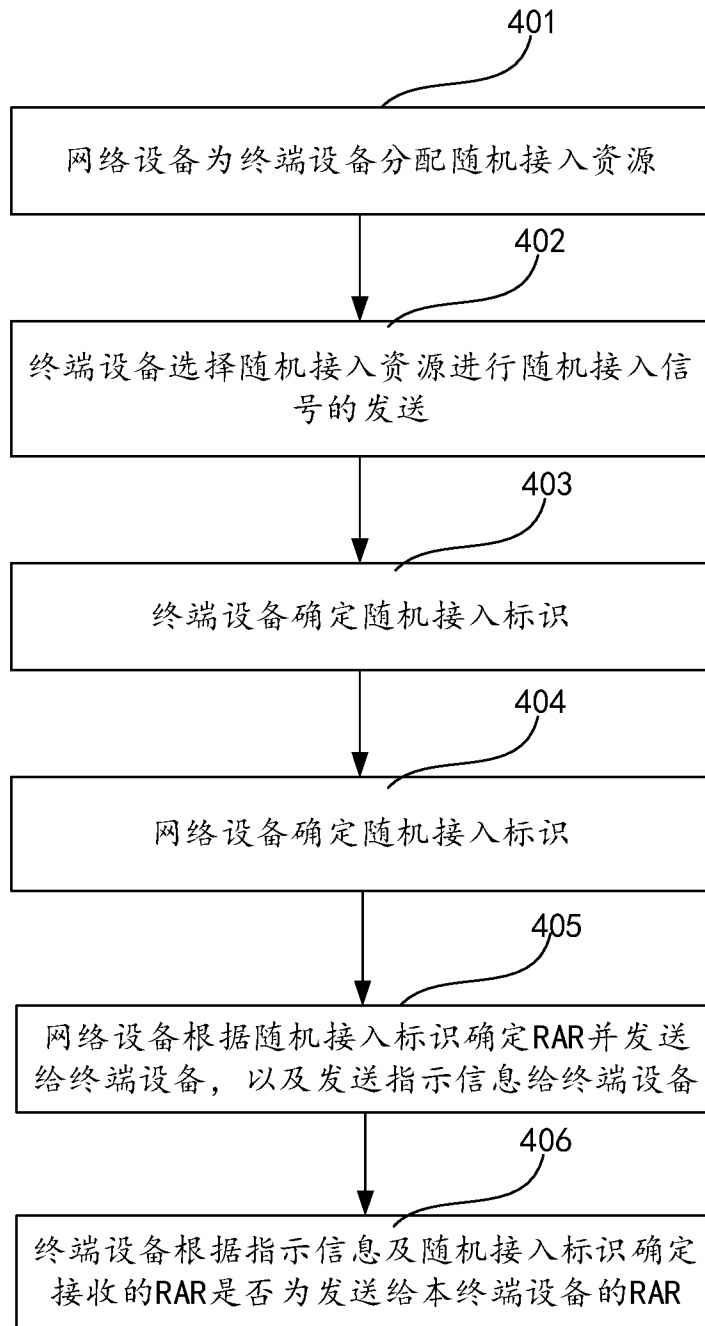 401
网络设备为终端设备分配随机接入资源
402
终端设备选择随机接入资源进行随机接入信
号的发送
403
终端设备确定随机接入标识
404
网络设备确定随机接入标识
405
网络设备根据随机接入标识确定RAR并发送
给终端设备，以及发送指示信息给终端设备
406
终端设备根据指示信息及随机接入标识确定
接收的RAR是否为发送给本终端设备的RAR